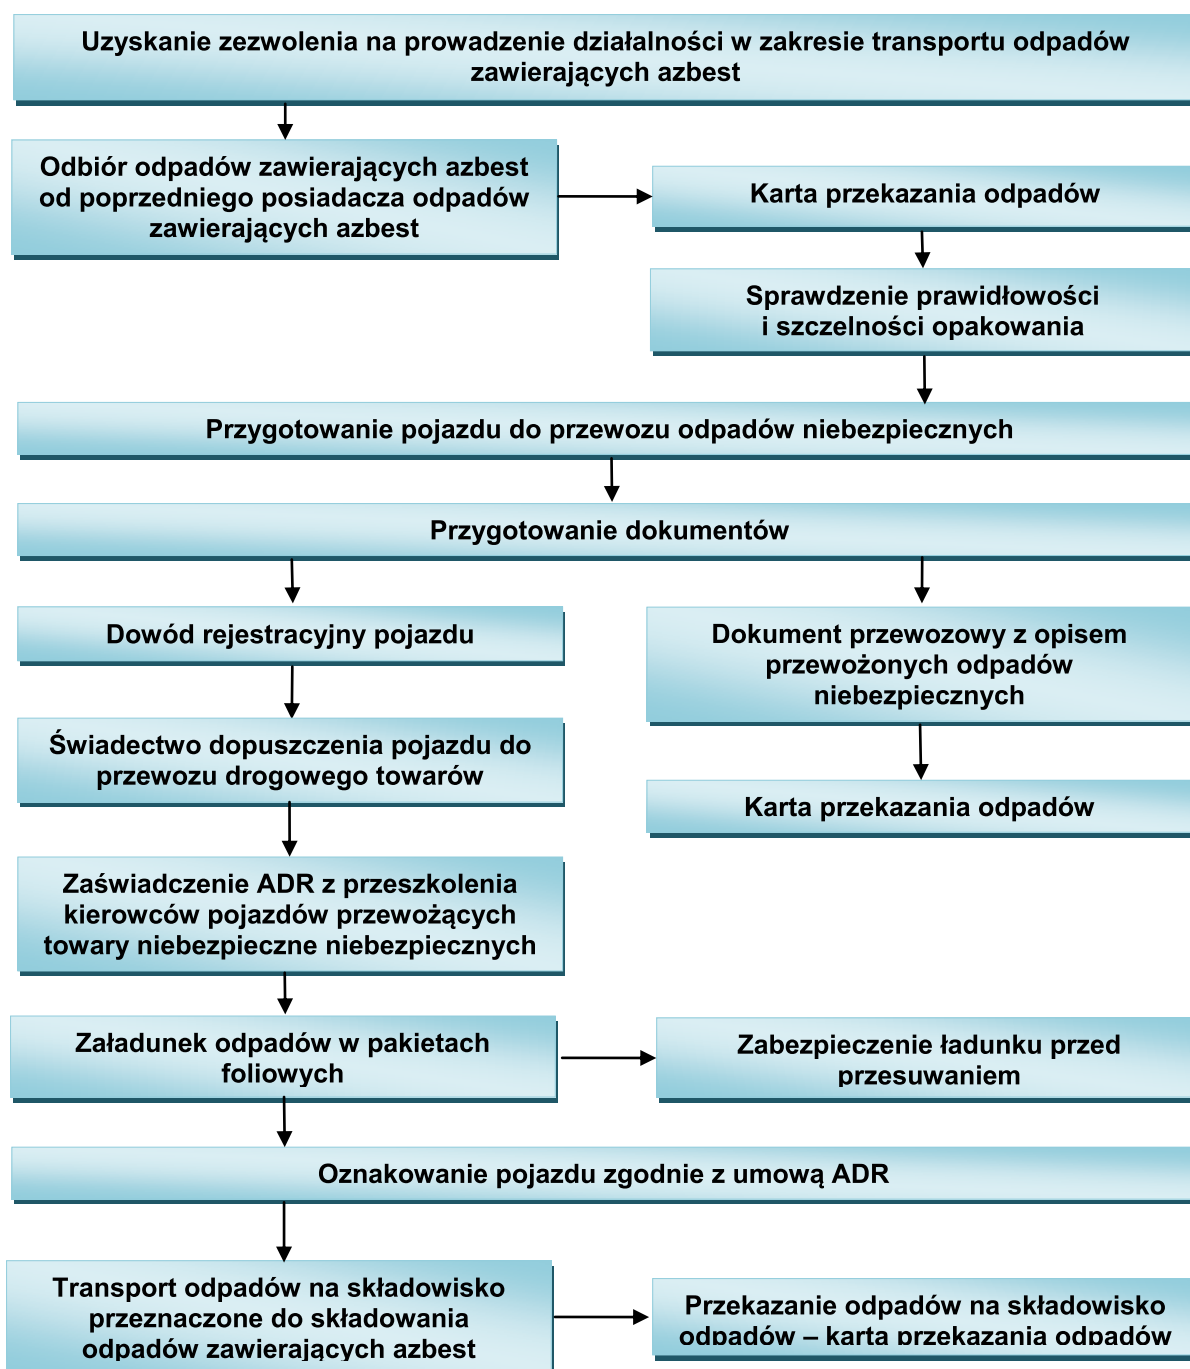 Uzyskanie zezwolenia na prowadzenie działalności w zakresie transportu odpadów
zawierających azbest
Odbiór odpadów zawierających azbest
od poprzedniego posiadacza odpadów
zawierających azbest
Karta przekazania odpadów
Sprawdzenie prawidłowości
i szczelności opakowania
Przygotowanie pojazdu do przewozu odpadów niebezpiecznych
Przygotowanie dokumentów
Dowód rejestracyjny pojazdu
Dokument przewozowy z opisem
przewożonych odpadów
niebezpiecznych
Świadectwo dopuszczenia pojazdu do
przewozu drogowego towarów
Karta przekazania odpadów
Zaświadczenie ADR z przeszkolenia
kierowców pojazdów przewożących
towary niebezpieczne niebezpiecznych
Załadunek odpadów w pakietach
foliowych
Zabezpieczenie ładunku przed
przesuwaniem
Oznakowanie pojazdu zgodnie z umową ADR
Transport odpadów na składowisko
przeznaczone do składowania
odpadów zawierających azbest
Przekazanie odpadów na składowisko
odpadów – karta przekazania odpadów